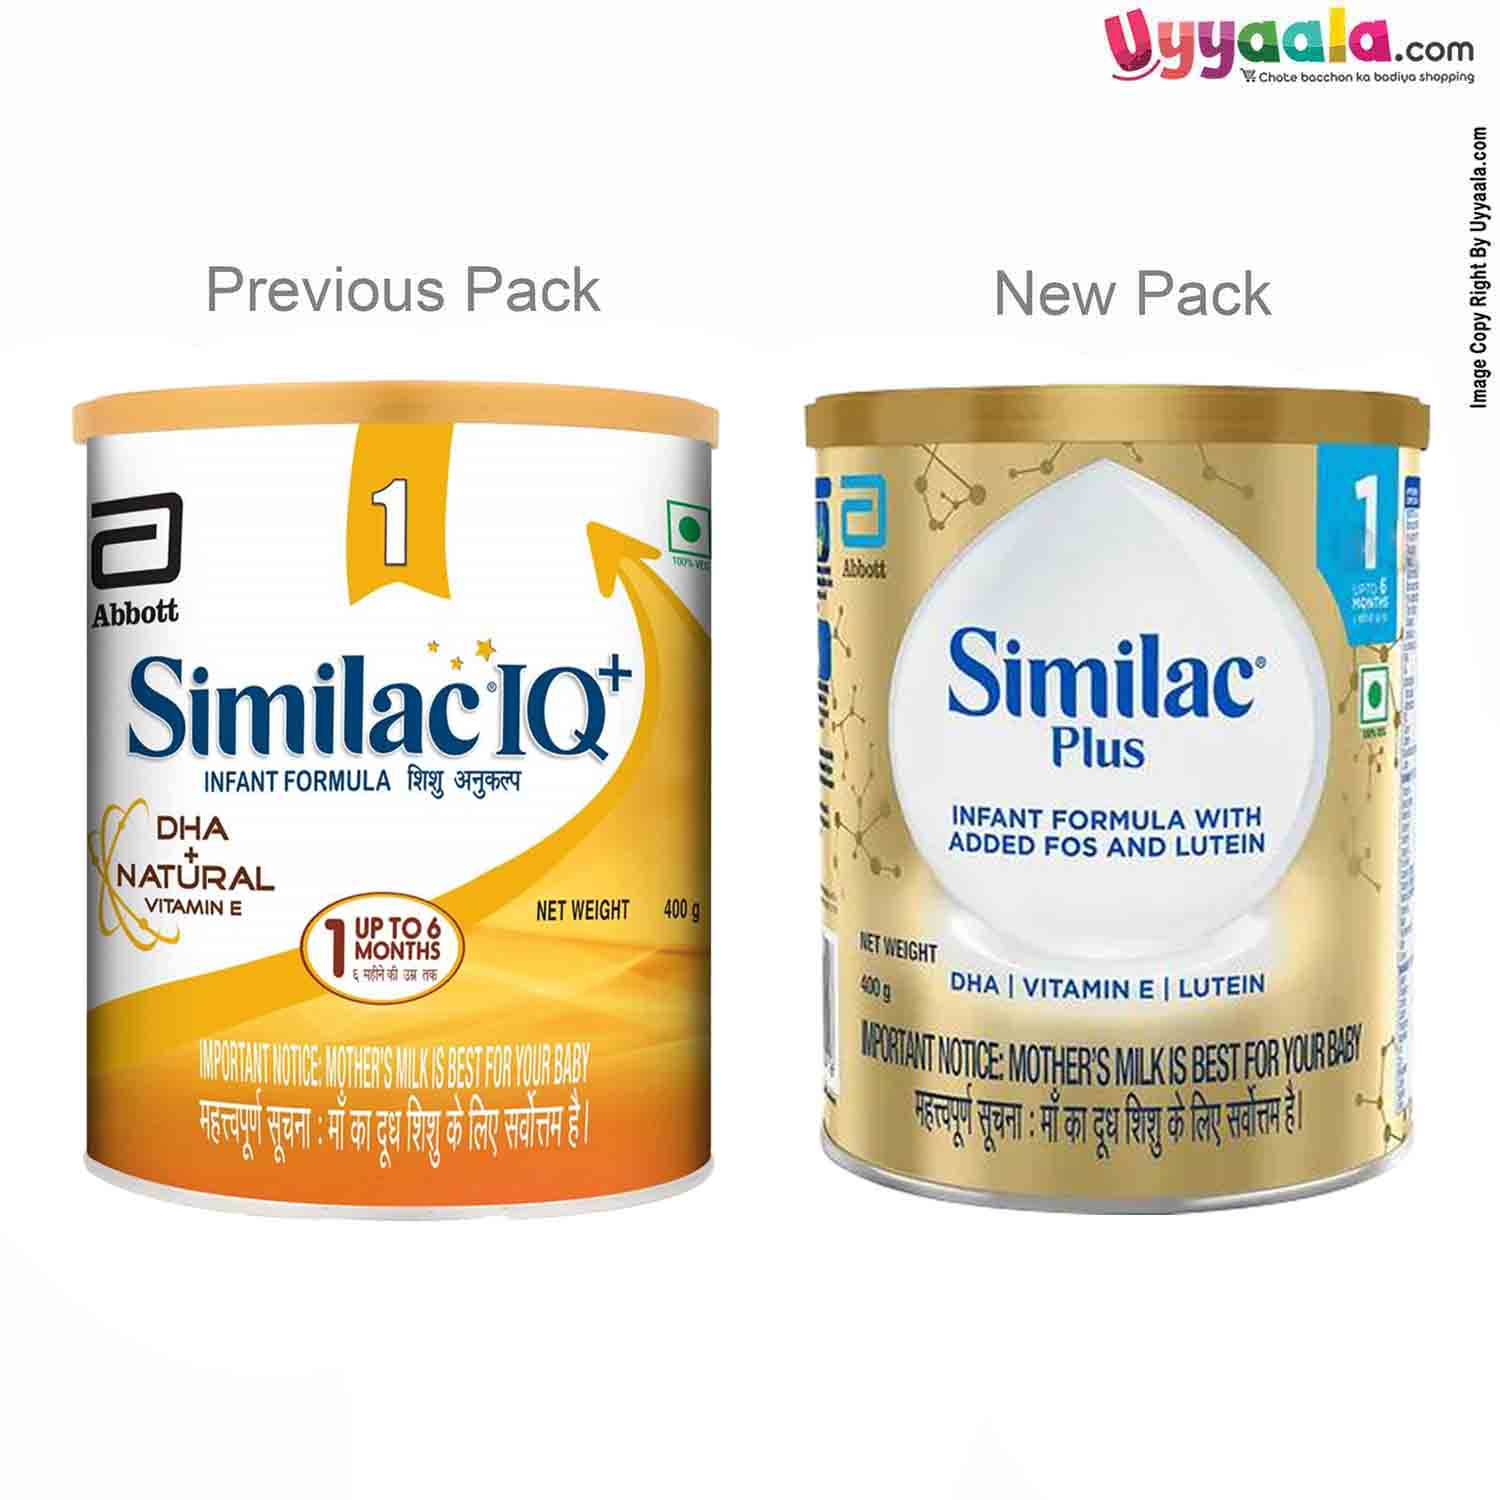 Uyyaala.com
Chote bacchon ka badiya shopping
Image Copy Right By Uyyaala.com
Previous Pack
1
Abbott
100% VEG
Similac® IQ+
INFANT FORMULA शिशु अनुकल्प
DHA
+
NATURAL
VITAMIN E
1 UP TO 6
MONTHS
६ महीने की उम्र तक
NET WEIGHT 400 g
IMPORTANT NOTICE: MOTHER'S MILK IS BEST FOR YOUR BABY
महत्त्वपूर्ण सूचना : माँ का दूध शिशु के लिए सर्वोत्तम है।
New Pack
Abbott
1
UPTO 6
MONTHS
Similac®
Plus
INFANT FORMULA WITH
ADDED FOS AND LUTEIN
NET WEIGHT
400 g
DHA | VITAMIN E | LUTEIN
IMPORTANT NOTICE: MOTHER'S MILK IS BEST FOR YOUR BABY
महत्त्वपूर्ण सूचना : माँ का दूध शिशु के लिए सर्वोत्तम है।